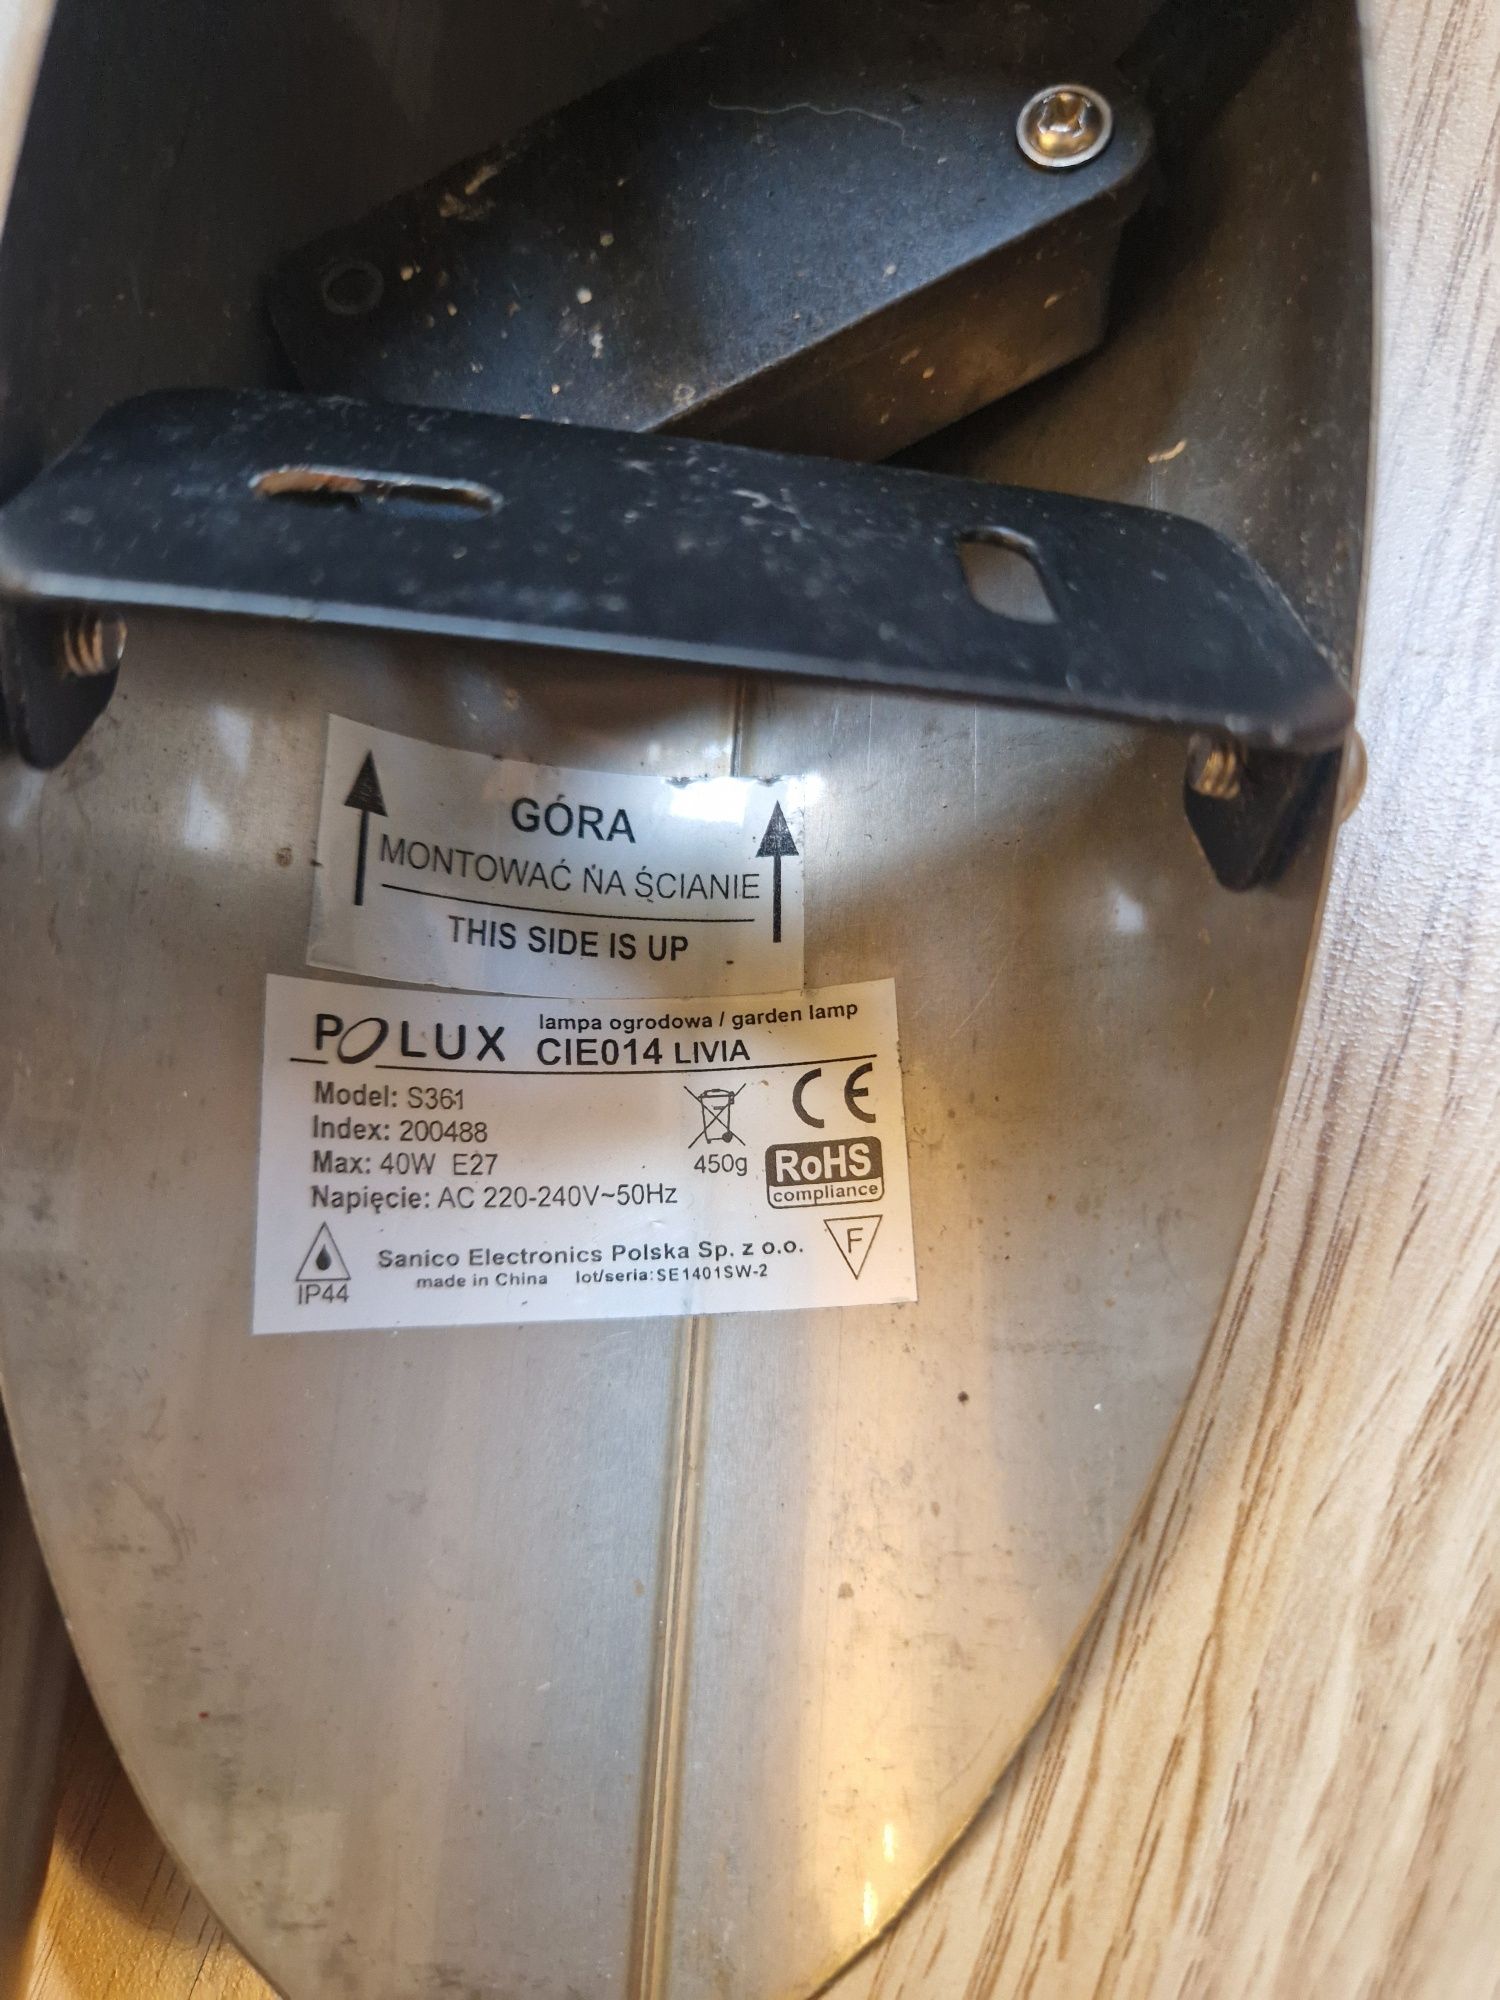 GÓRA
MONTOWAĆ NA ŚCIANIE
THIS SIDE IS UP
POLUX
lampa ogrodowa / garden lamp
CIE014 LIVIA
Model: S361
Index: 200488
Max: 40W E27
Napięcie: AC 220-240V~50Hz
450g
CE
RoHS
compliance
IP44
Sanico Electronics Polska Sp. z o.o.
made in China lot/seria:SE1401SW-2
F